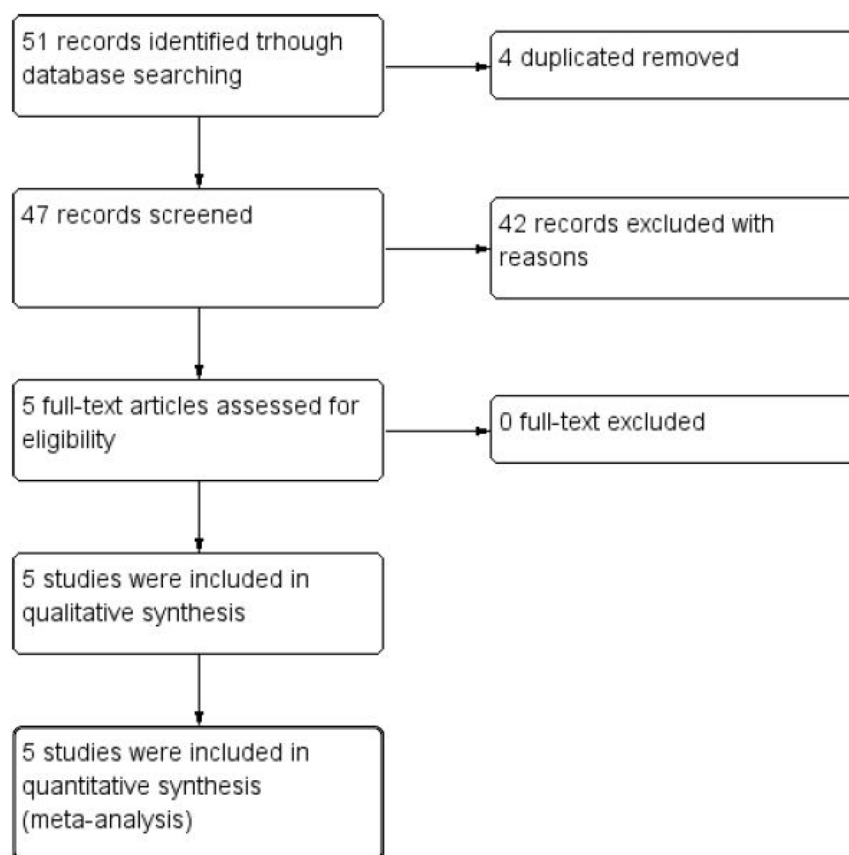 51 records identified trhough
database searching
4 duplicated removed
47 records screened
42 records excluded with
reasons
5 full-text articles assessed for
eligibility
0 full-text excluded
5 studies were included in
qualitative synthesis
5 studies were included in
quantitative synthesis
(meta-analysis)